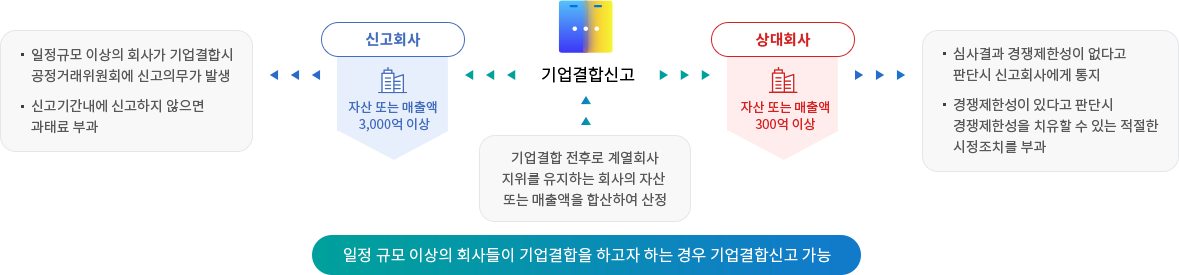 일정규모 이상의 회사가 기업결합시
공정거래위원회에 신고의무가 발생
신고기간내에 신고하지 않으면
과태료 부과
신고회사
자산 또는 매출액
3,000억 이상
기업결합신고
기업결합 전후로 계열회사
지위를 유지하는 회사의 자산
또는 매출액을 합산하여 산정
상대회사
자산 또는 매출액
300억 이상
심사결과 경쟁제한성이 없다고
판단시 신고회사에게 통지
경쟁제한성이 있다고 판단시
경쟁제한성을 치유할 수 있는 적절한
시정조치를 부과
일정 규모 이상의 회사들이 기업결합을 하고자 하는 경우 기업결합신고 가능